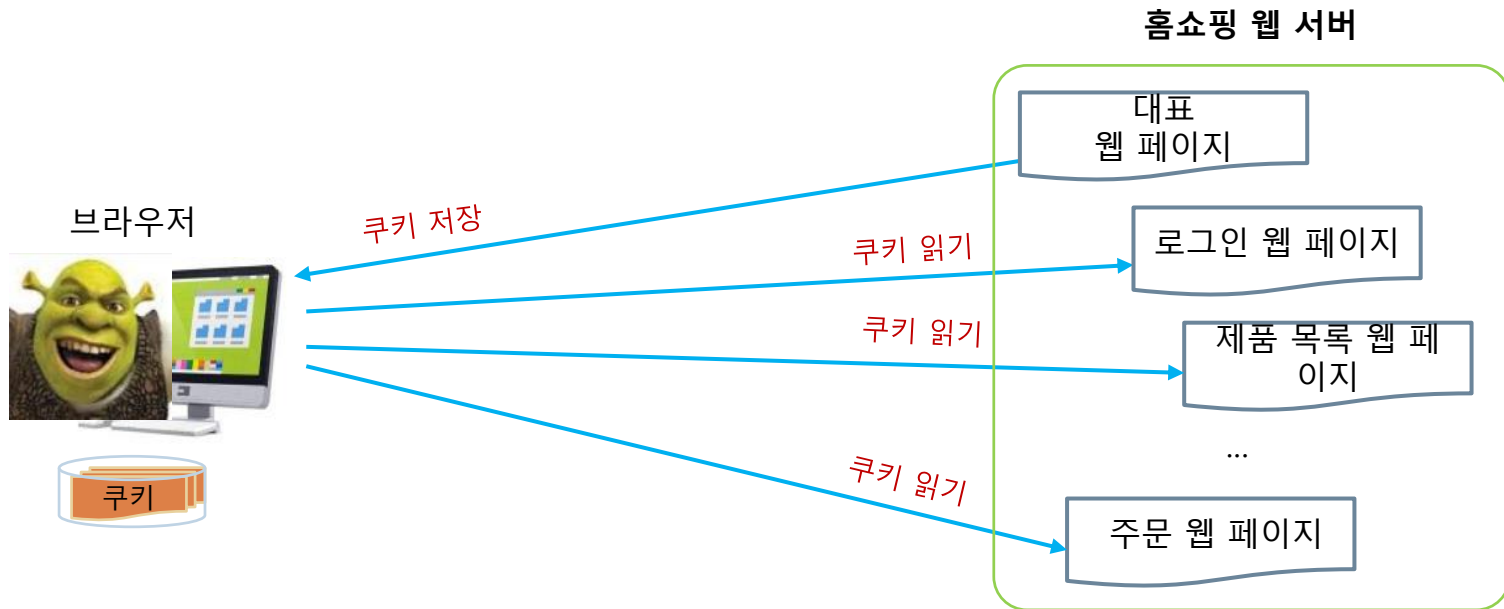 홈쇼핑 웹 서버
대표
웹 페이지
브라우저
쿠키 저장
쿠키 읽기
로그인 웹 페이지
쿠키 읽기
제품 목록 웹 페
이지
...
쿠키 읽기
쿠키
주문 웹 페이지